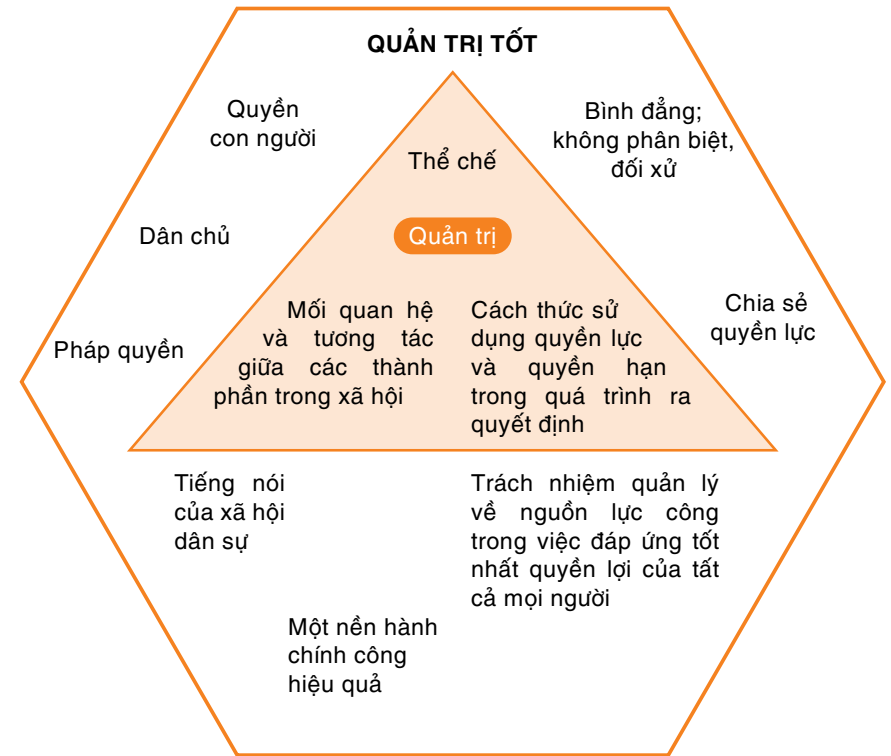 QUẢN TRỊ TỐT
Quyền
con người
Bình đẳng;
không phân biệt,
đối xử
Thể chế
Dân chủ
Quản trị
Mối quan hệ
và tương tác
giữa các thành
phần trong xã hội
Cách thức sử
dụng quyền lực
và quyền hạn
trong quá trình ra
quyết định
Chia sẻ
quyền lực
Pháp quyền
Tiếng nói
của xã hội
dân sự
Trách nhiệm quản lý
về nguồn lực công
trong việc đáp ứng tốt
nhất quyền lợi của tất
cả mọi người
Một nền hành
chính công
hiệu quả